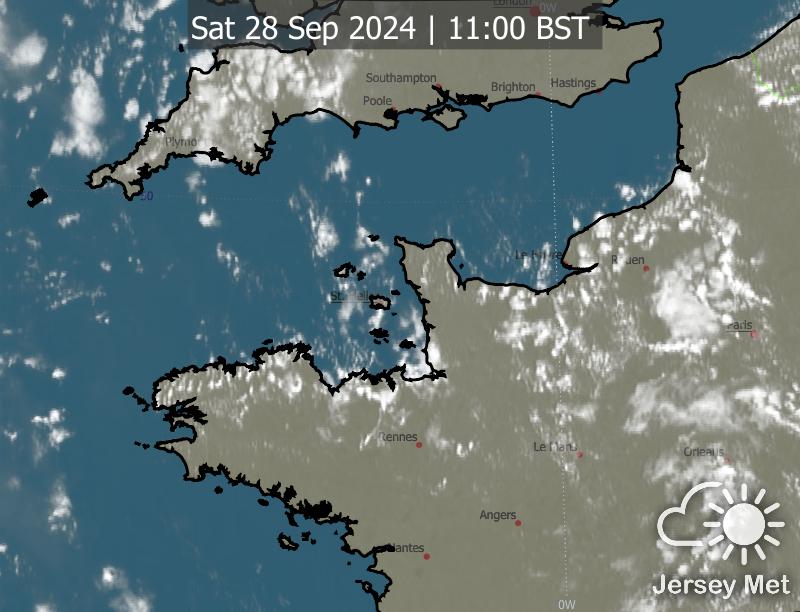 London
0W
Sat 28 Sep 2024 | 11:00 BST
Southampton
Brighton
Hastings
Poole
Plymo
50
Le Havre
Rouen
St. Helier
Paris
Rennes
Le Mans
Orleans
Angers
Nantes
0W
Jersey Met